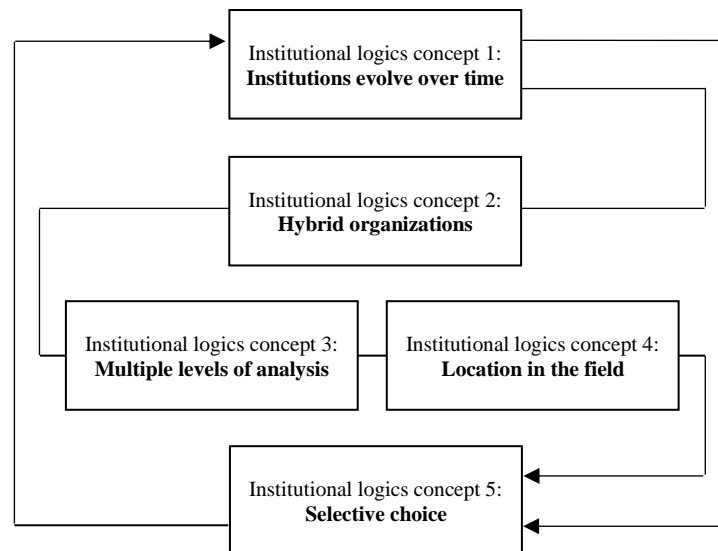 Institutional logics concept 1:
Institutions evolve over time
Institutional logics concept 2:
Hybrid organizations
Institutional logics concept 3:
Multiple levels of analysis
Institutional logics concept 4:
Location in the field
Institutional logics concept 5:
Selective choice